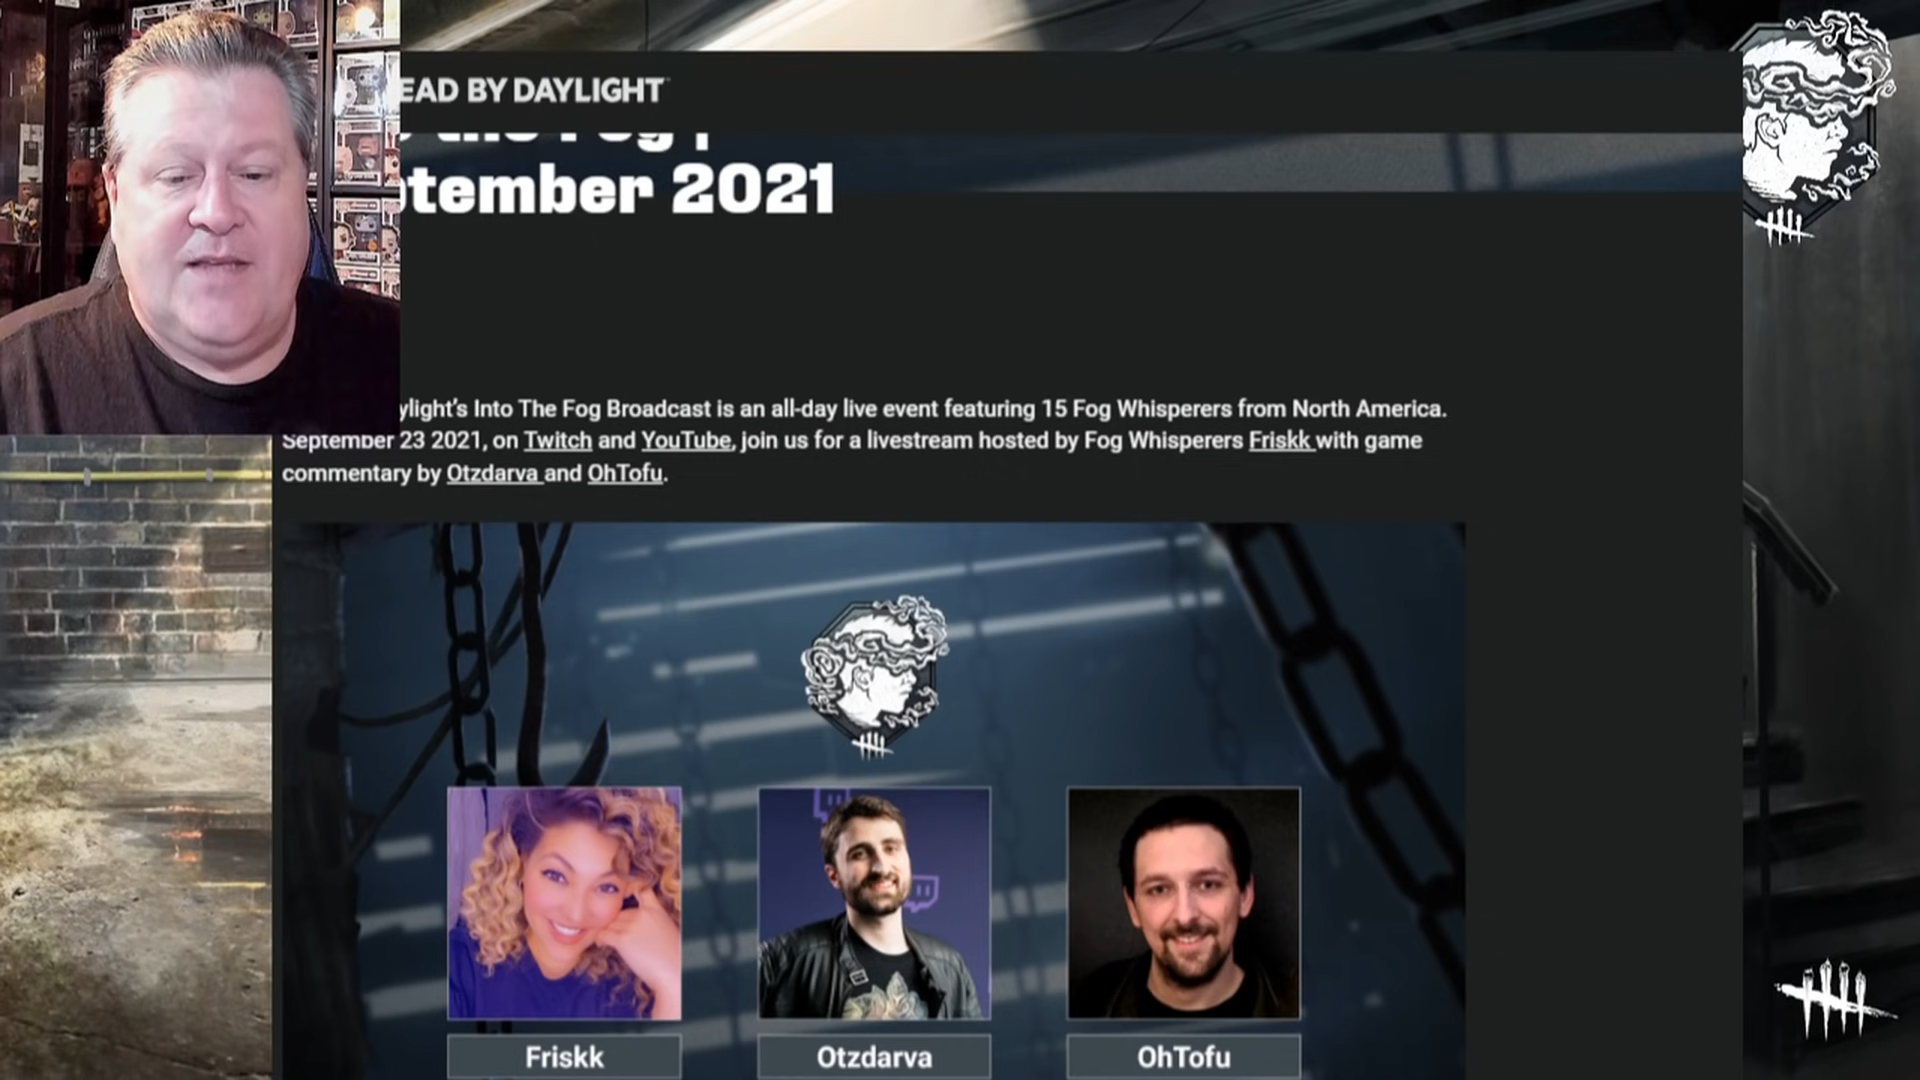 EAD BY DAYLIGHT
the Fog |
tember 2021
ylight's Into The Fog Broadcast is an all-day live event featuring 15 Fog Whisperers from North America.
September 23 2021, on Twitch and YouTube, join us for a livestream hosted by Fog Whisperers Friskk with game
commentary by Otzdarva and OhTofu.
Friskk
Otzdarva
OhTofu